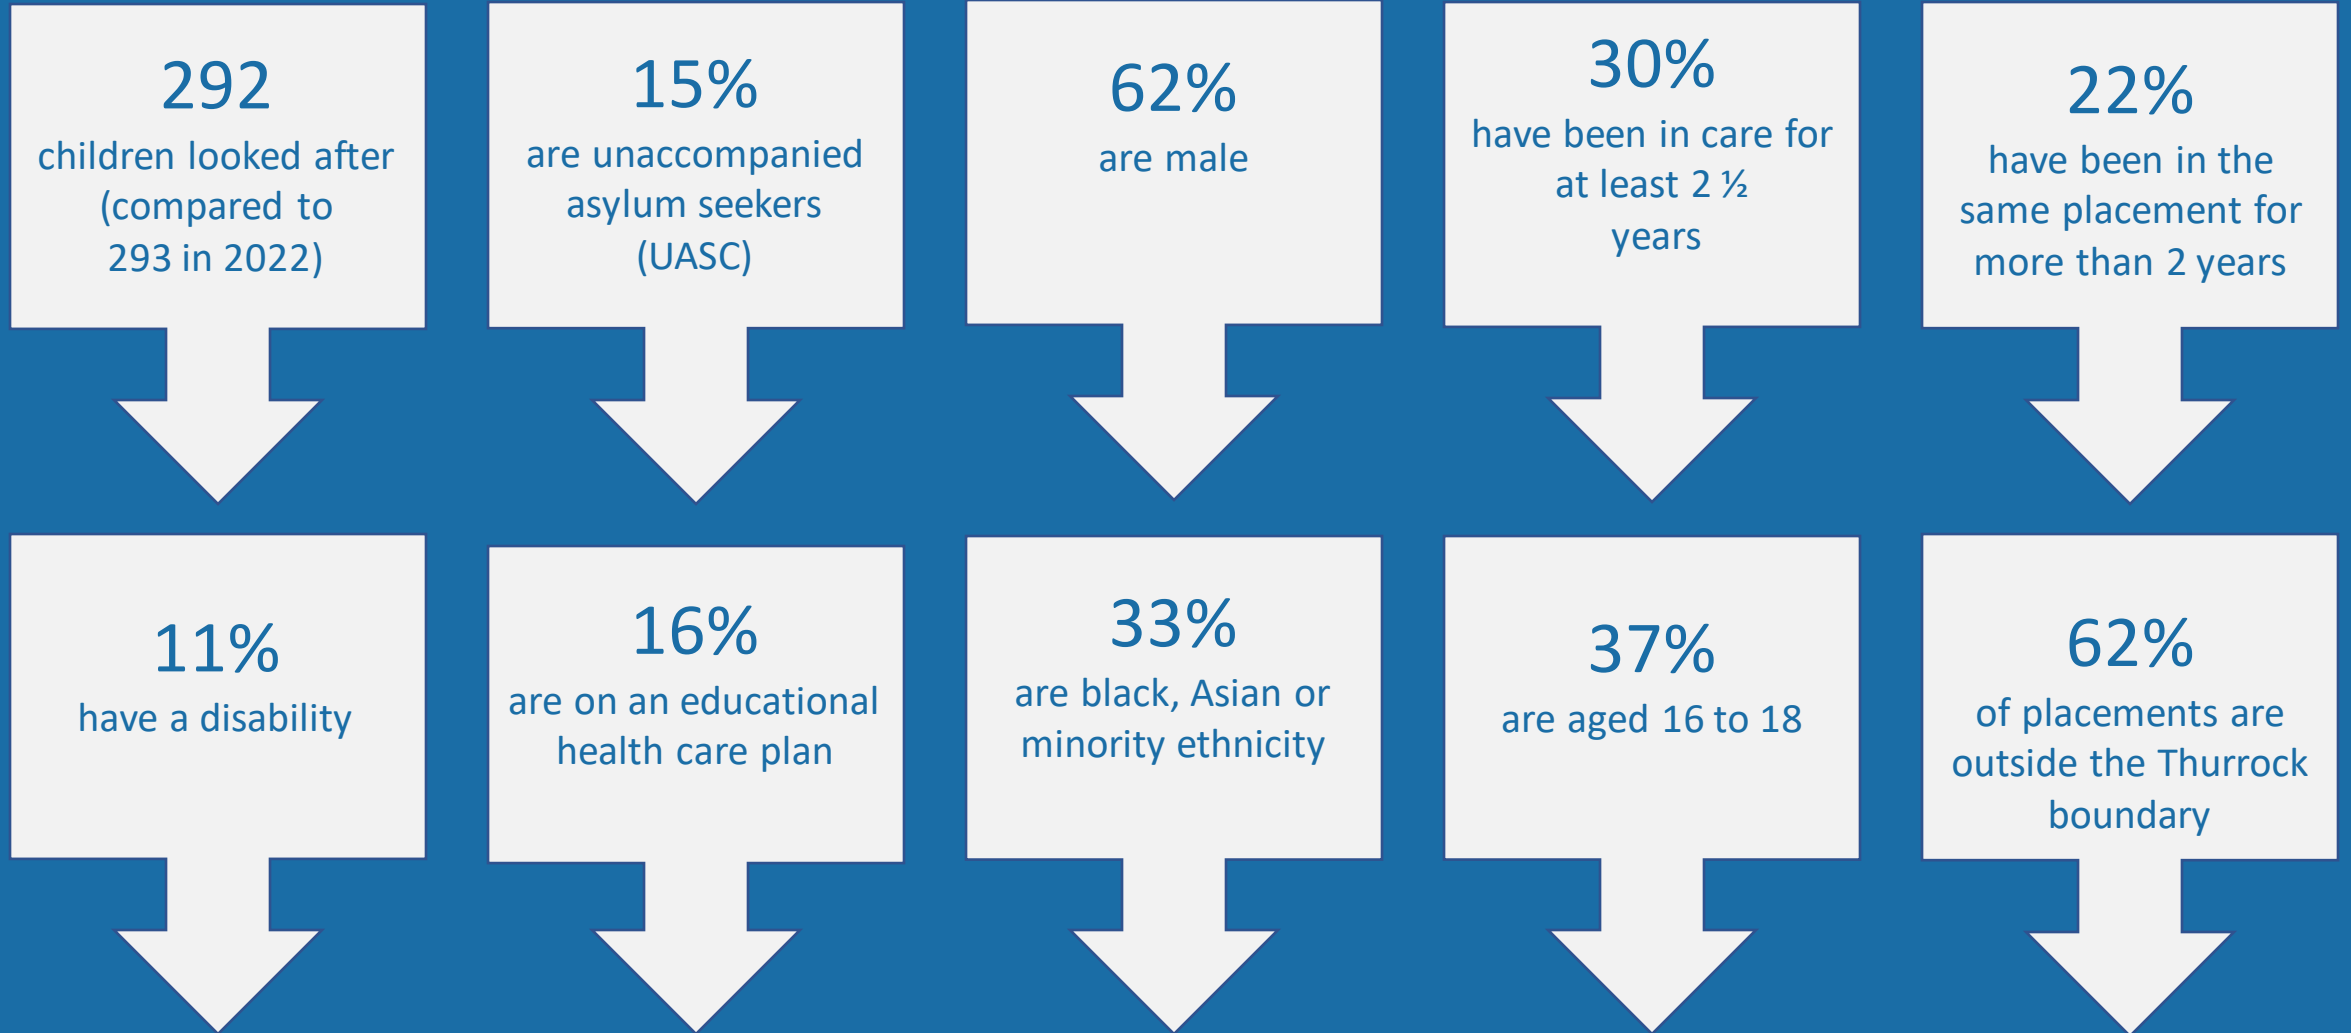 292
children looked after
(compared to
293 in 2022)
15%
are unaccompanied
asylum seekers
(UASC)
62%
are male
30%
have been in care for
at least 2 ½
years
22%
have been in the
same placement for
more than 2 years
11%
have a disability
16%
are on an educational
health care plan
33%
are black, Asian or
minority ethnicity
37%
are aged 16 to 18
62%
of placements are
outside the Thurrock
boundary